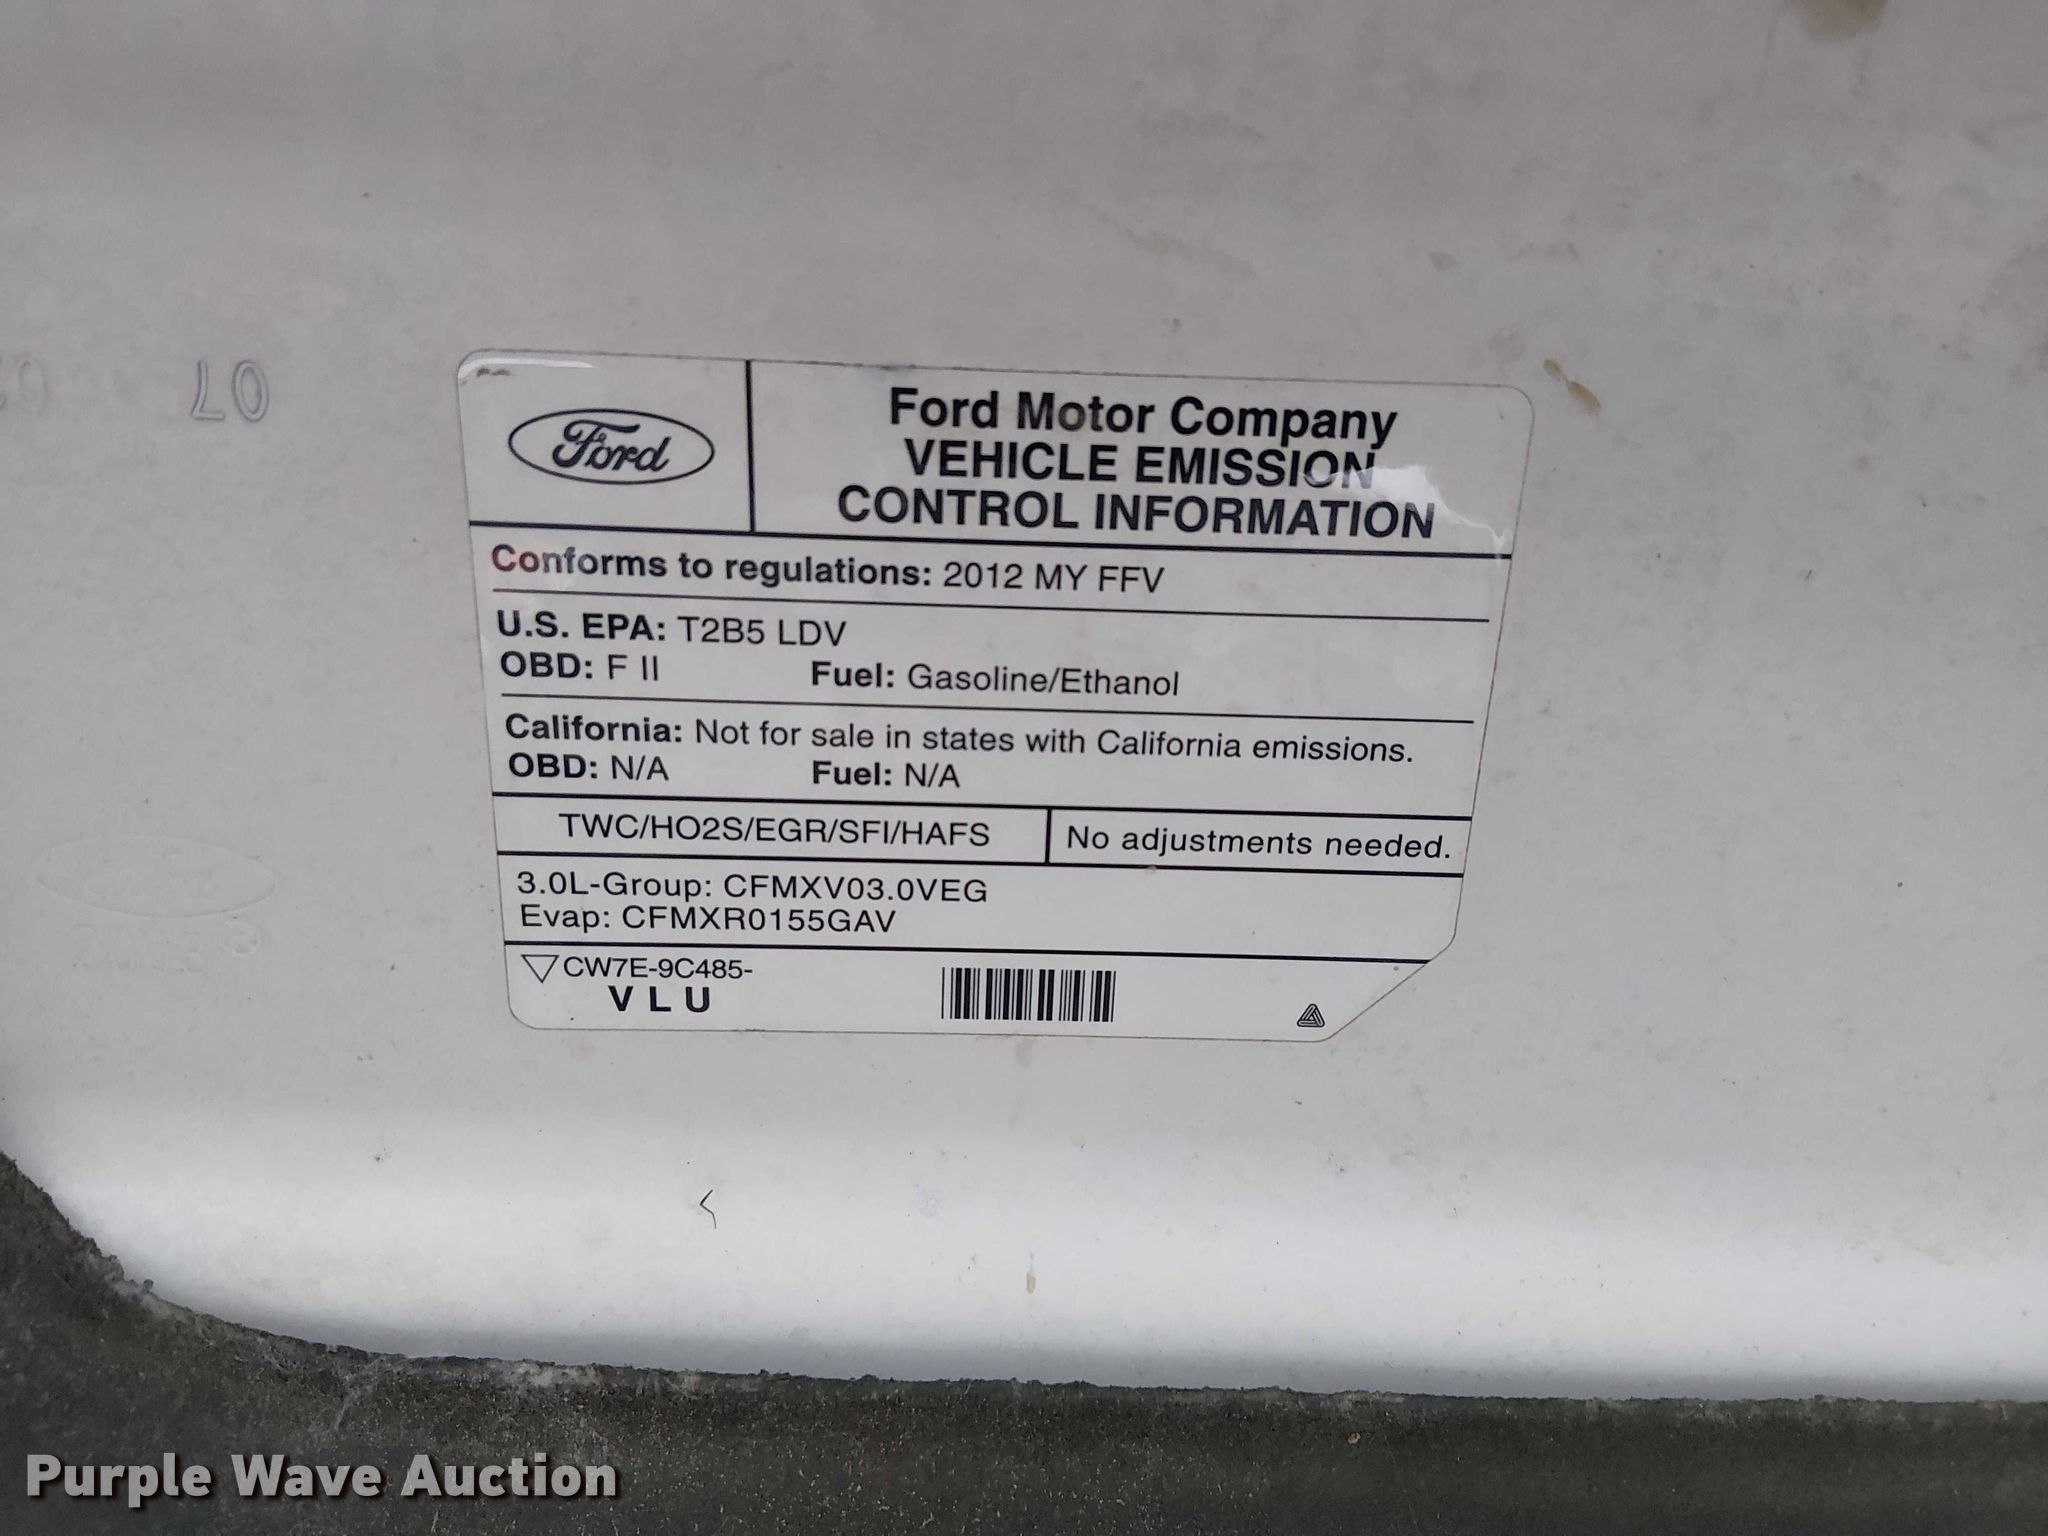 07
Ford
Ford Motor Company
VEHICLE EMISSION
CONTROL INFORMATION
Conforms to regulations: 2012 MY FFV
U.S. EPA: T2B5 LDV
OBD: F II Fuel: Gasoline/Ethanol
California: Not for sale in states with California emissions.
OBD: N/A Fuel: N/A
TWC/HO2S/EGR/SFI/HAFS No adjustments needed.
3.0L-Group: CFMXV03.0VEG
Evap: CFMXR0155GAV
CW7E-9C485-
V L U
Purple Wave Auction